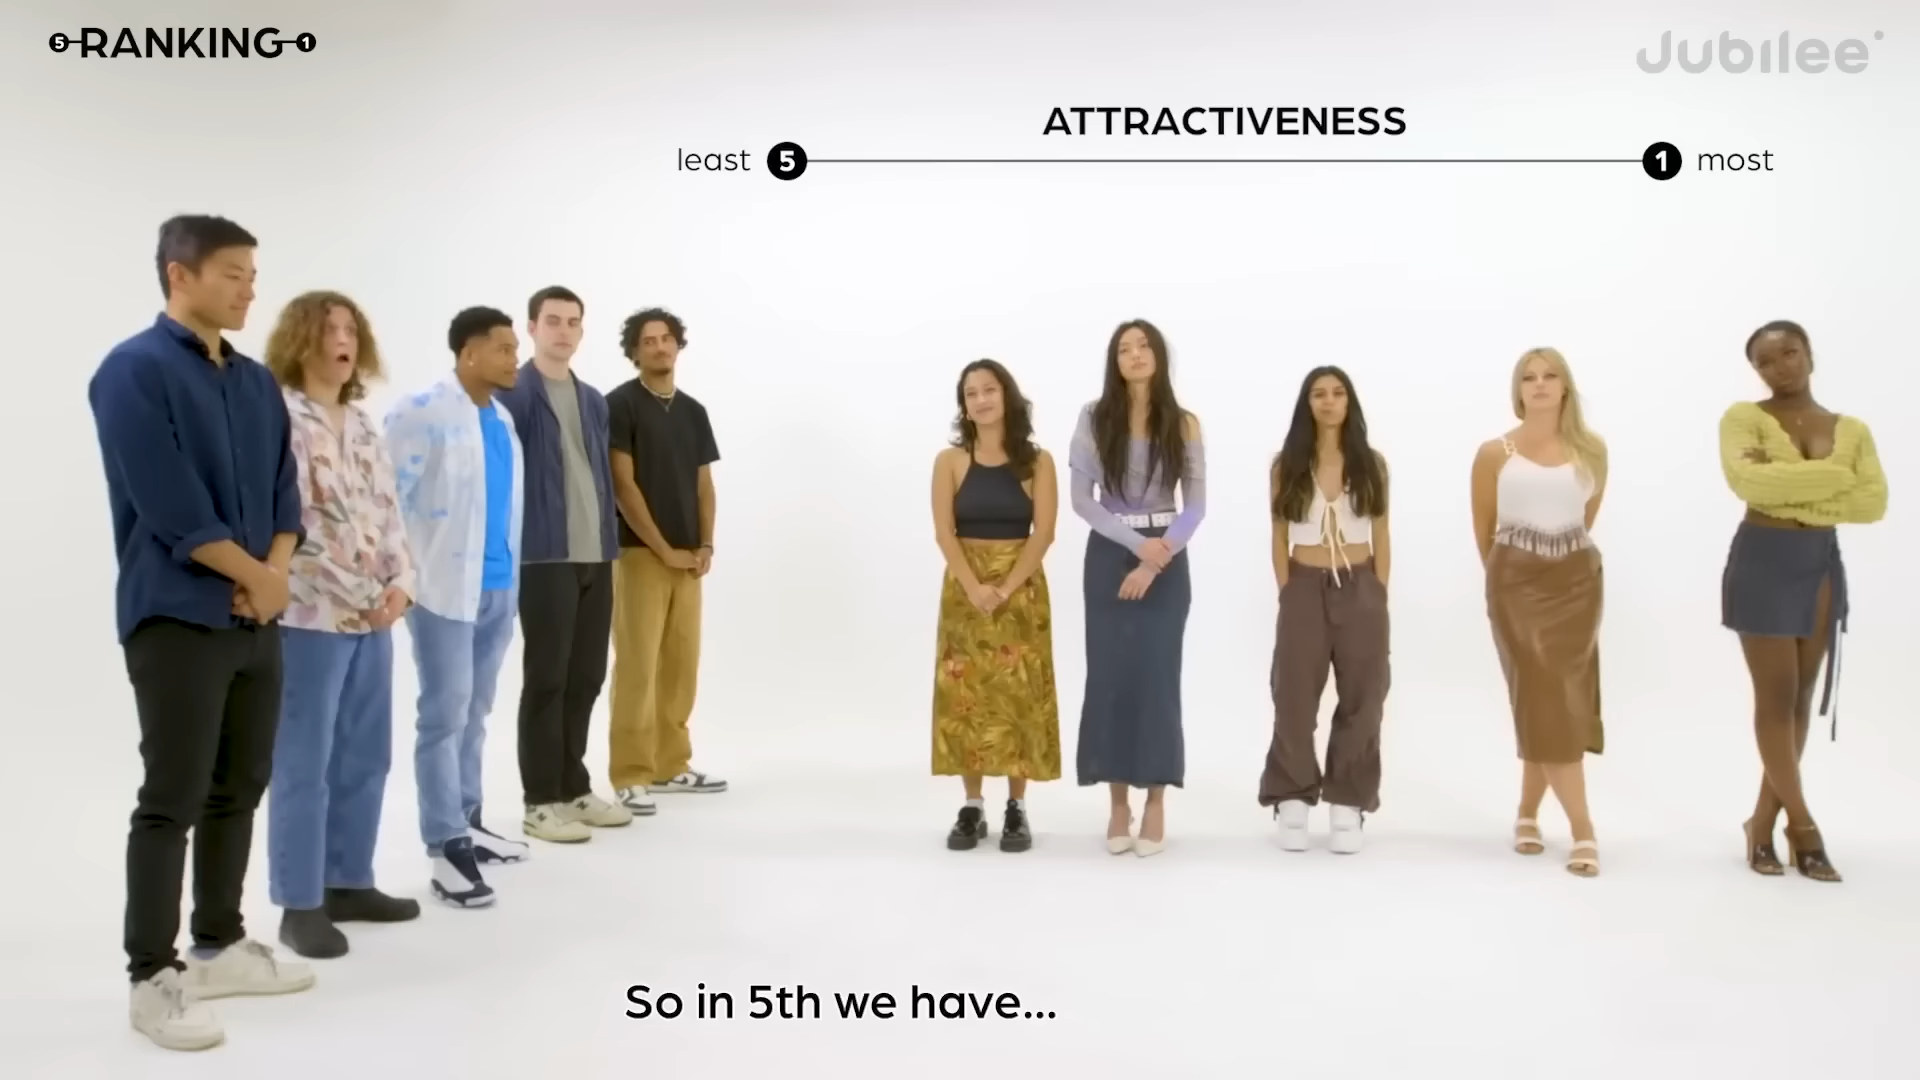 5 RANKING 1
Jubilee
ATTRACTIVENESS
least 5 1 most
So in 5th we have...